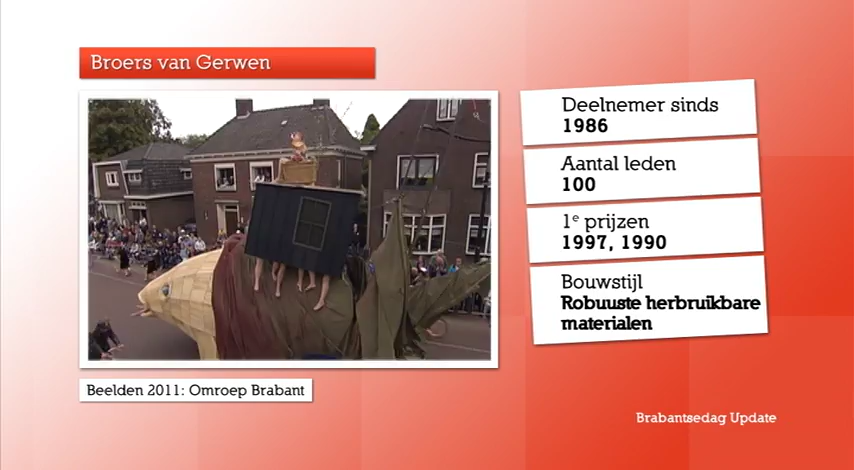 Broers van Gerwen
Deelnemer sinds
1986
Aantal leden
100
1e prijzen
1997, 1990
Bouwstijl
Robuuste herbruikbare
materialen
Beelden 2011: Omroep Brabant
Brabantsedag Update